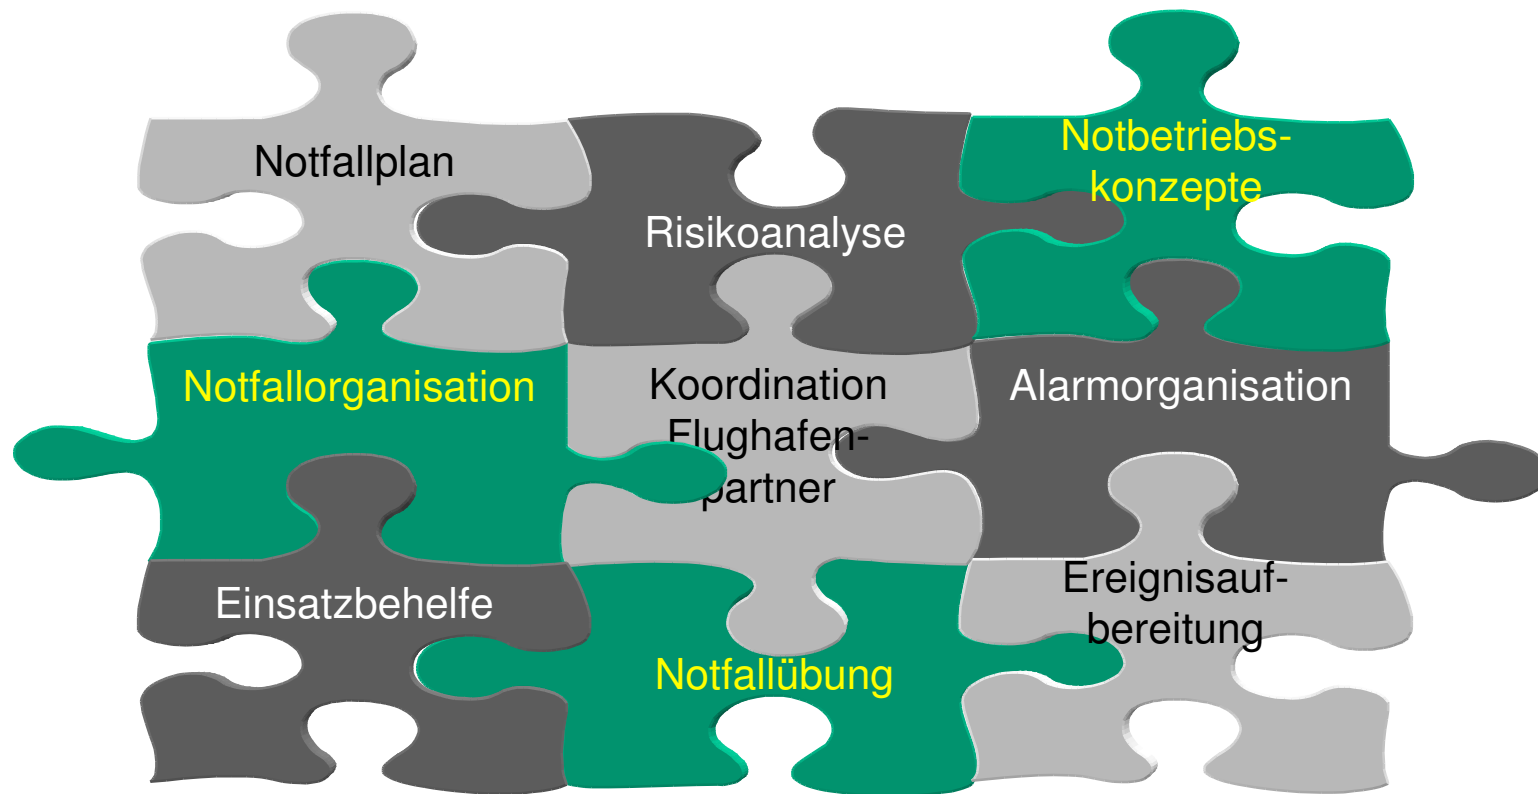 Notfallplan
Risikoanalyse
Notbetriebs-
konzepte
Notfallorganisation
Koordination
Flughafen-
partner
Alarmorganisation
Einsatzbehelfe
Notfallübung
Ereignisauf-
bereitung